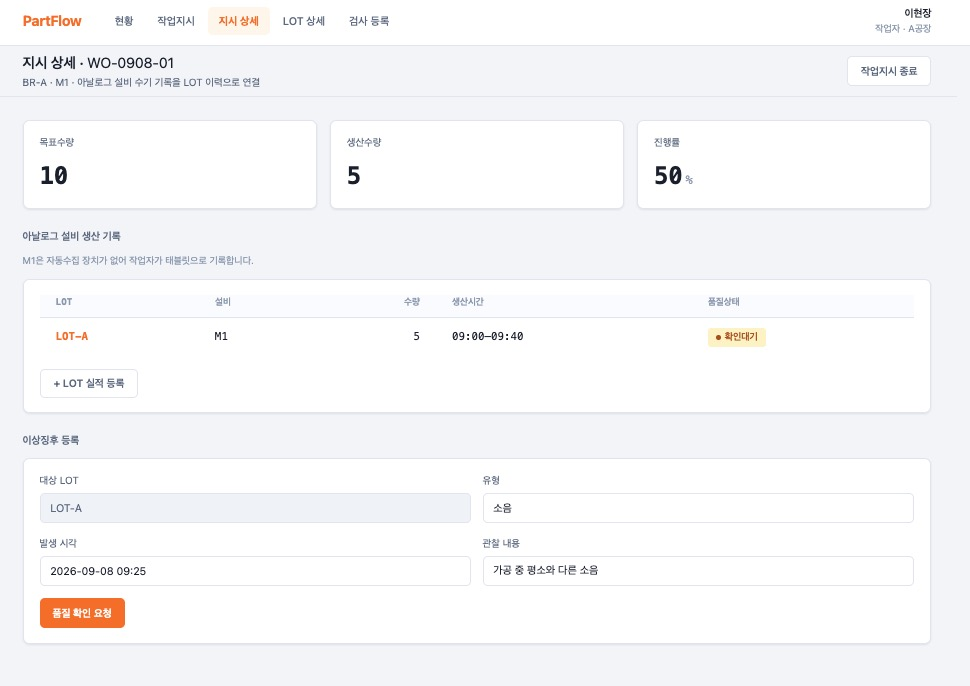 PartFlow
현황
작업지시
지시 상세
LOT 상세
검사 등록
이현장
작업자 · A공장
지시 상세 · WO-0908-01
BR-A · M1 · 아날로그 설비 수기 기록을 LOT 이력으로 연결
작업지시 종료
목표수량
10
생산수량
5
진행률
50 %
아날로그 설비 생산 기록
M1은 자동수집 장치가 없어 작업자가 태블릿으로 기록합니다.
LOT 설비 수량 생산시간 품질상태
LOT-A M1 5 09:00–09:40 확인대기
+ LOT 실적 등록
이상징후 등록
대상 LOT
LOT-A
유형
소음
발생 시각
2026-09-08 09:25
관찰 내용
가공 중 평소와 다른 소음
품질 확인 요청